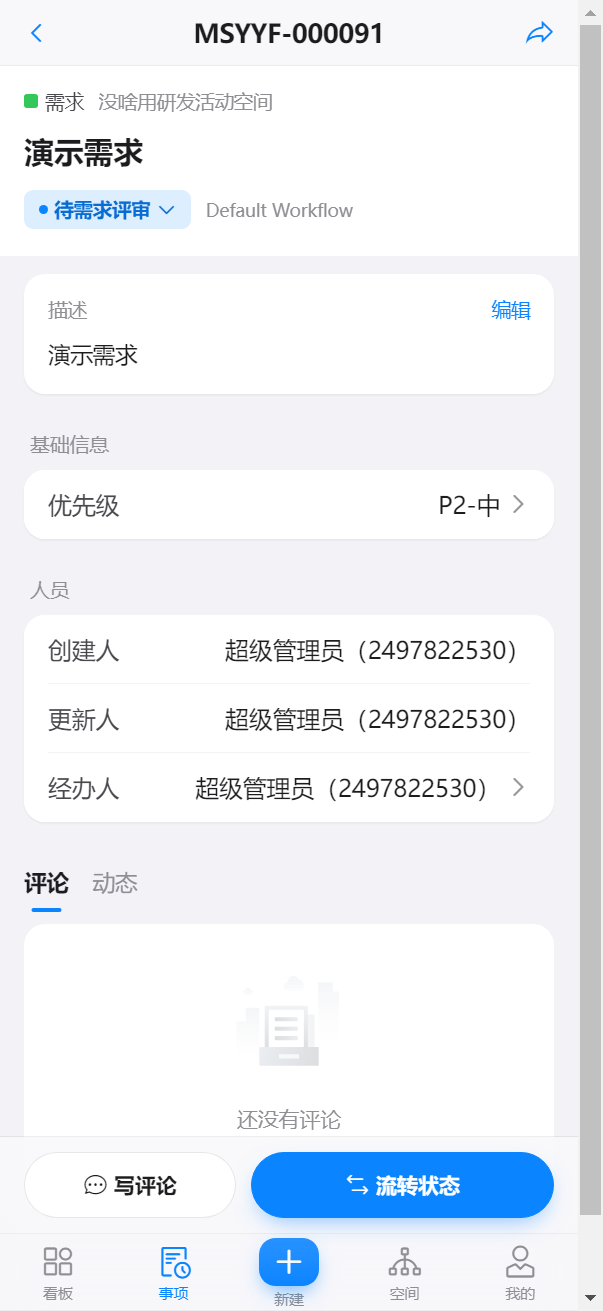 MSYYF-000091
需求 没啥用研发活动空间
演示需求
待需求评审 Default Workflow
描述 编辑
演示需求
基础信息
优先级 P2-中
人员
创建人 超级管理员（2497822530）
更新人 超级管理员（2497822530）
经办人 超级管理员（2497822530）
评论 动态
还没有评论
写评论 流转状态
看板 事项 新建 空间 我的